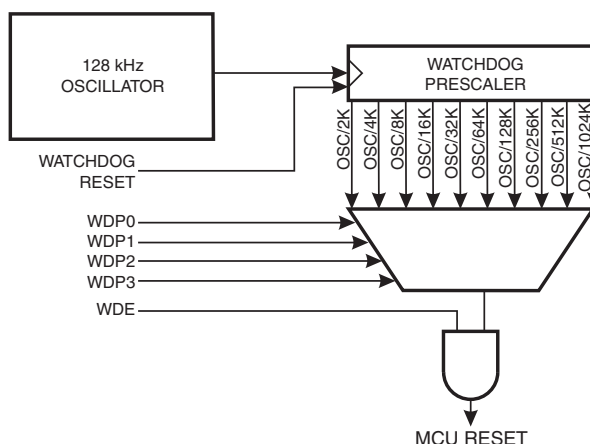 128 kHz
OSCILLATOR
WATCHDOG
PRESCALER
OSC/2K
OSC/4K
OSC/8K
OSC/16K
OSC/32K
OSC/64K
OSC/128K
OSC/256K
OSC/512K
OSC/1024K
WATCHDOG
RESET
WDP0
WDP1
WDP2
WDP3
WDE
MCU RESET